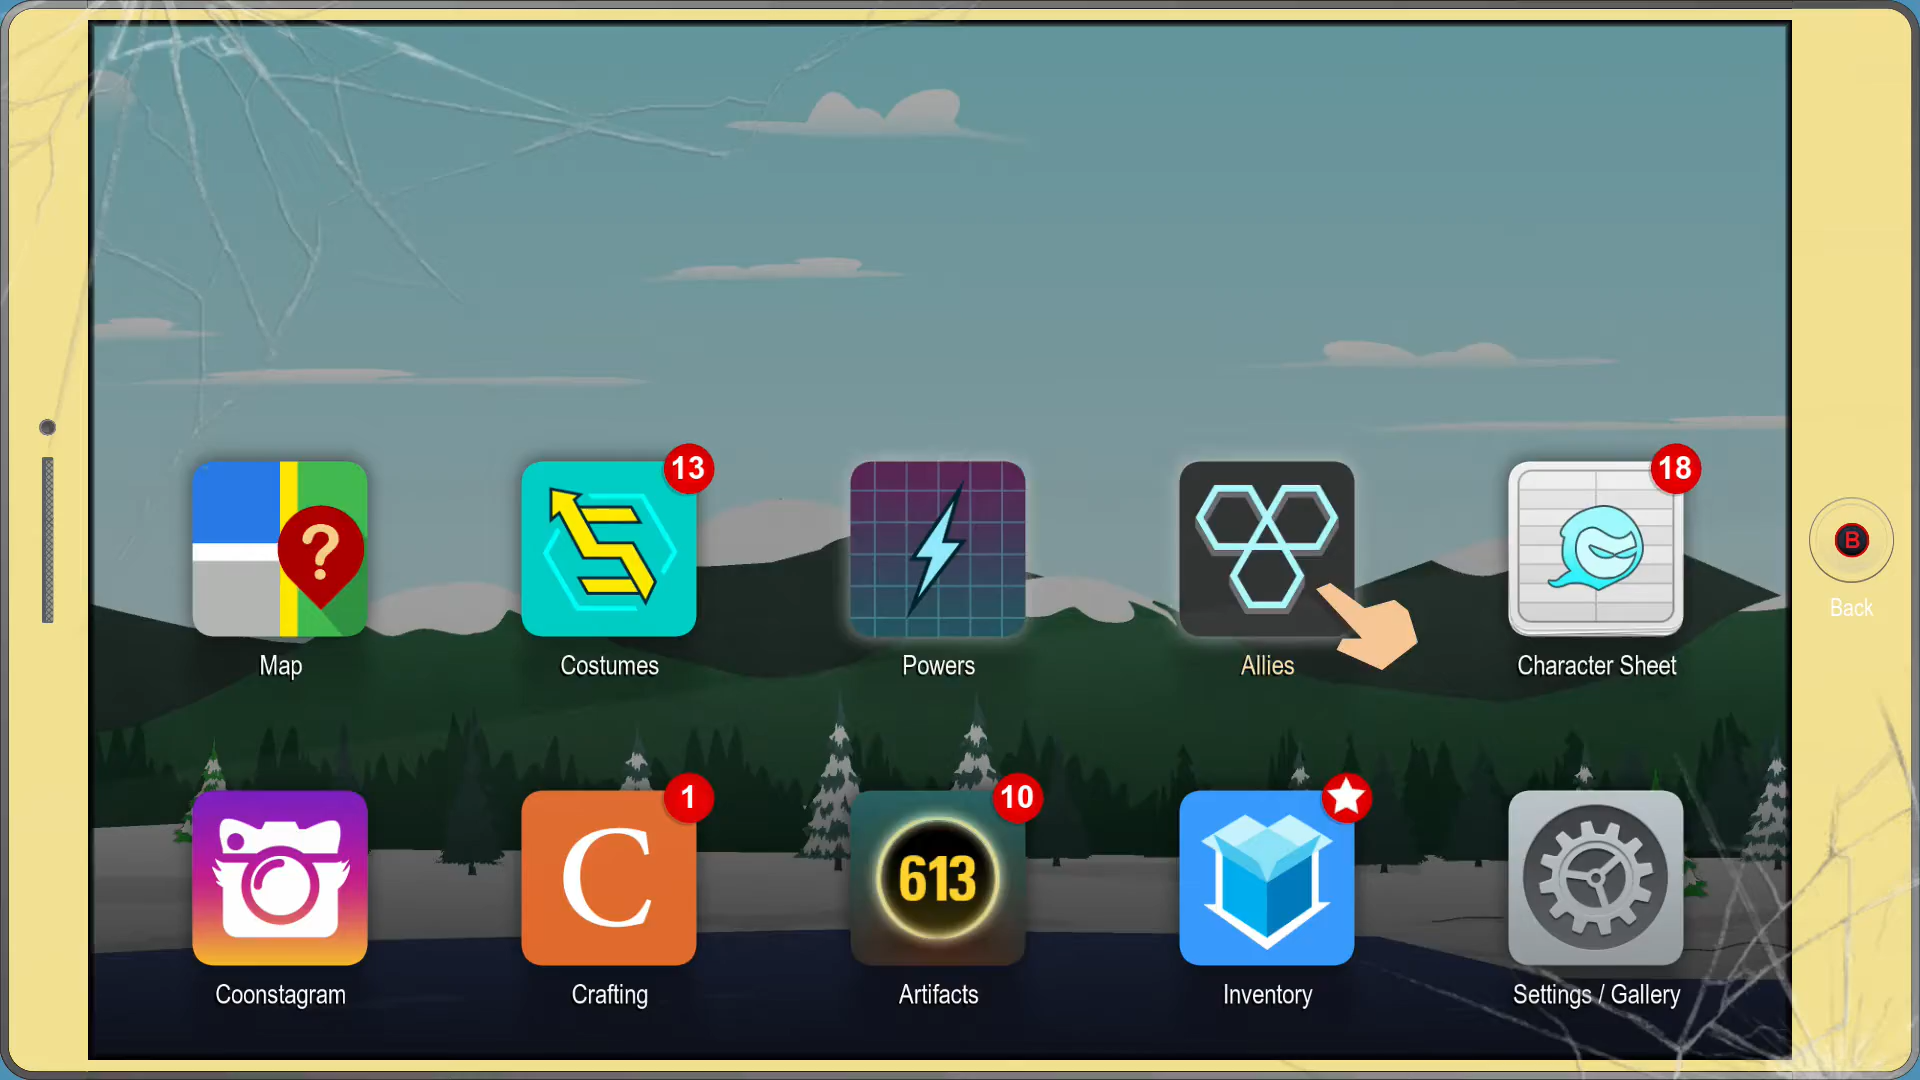 13
18
?
B
Back
Map
Costumes
Powers
Allies
Character Sheet
1
10
C
613
Coonstagram
Crafting
Artifacts
Inventory
Settings / Gallery